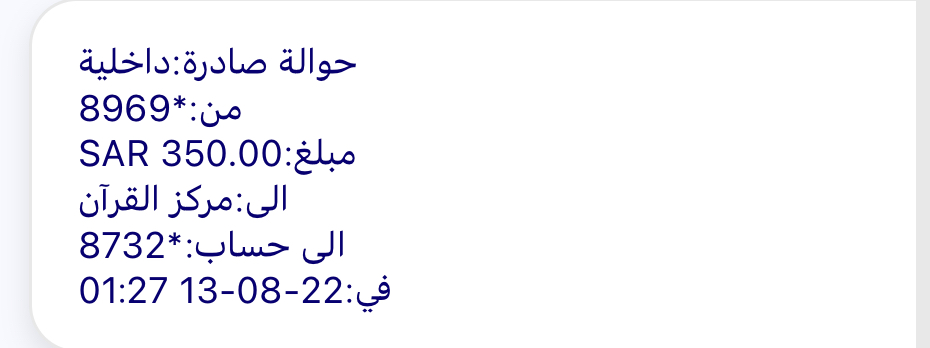 حوالة صادرة:داخلية
من:*8969
مبلغ:SAR 350.00
الى:مركز القرآن
الى حساب:*8732
في:22-08-13 01:27